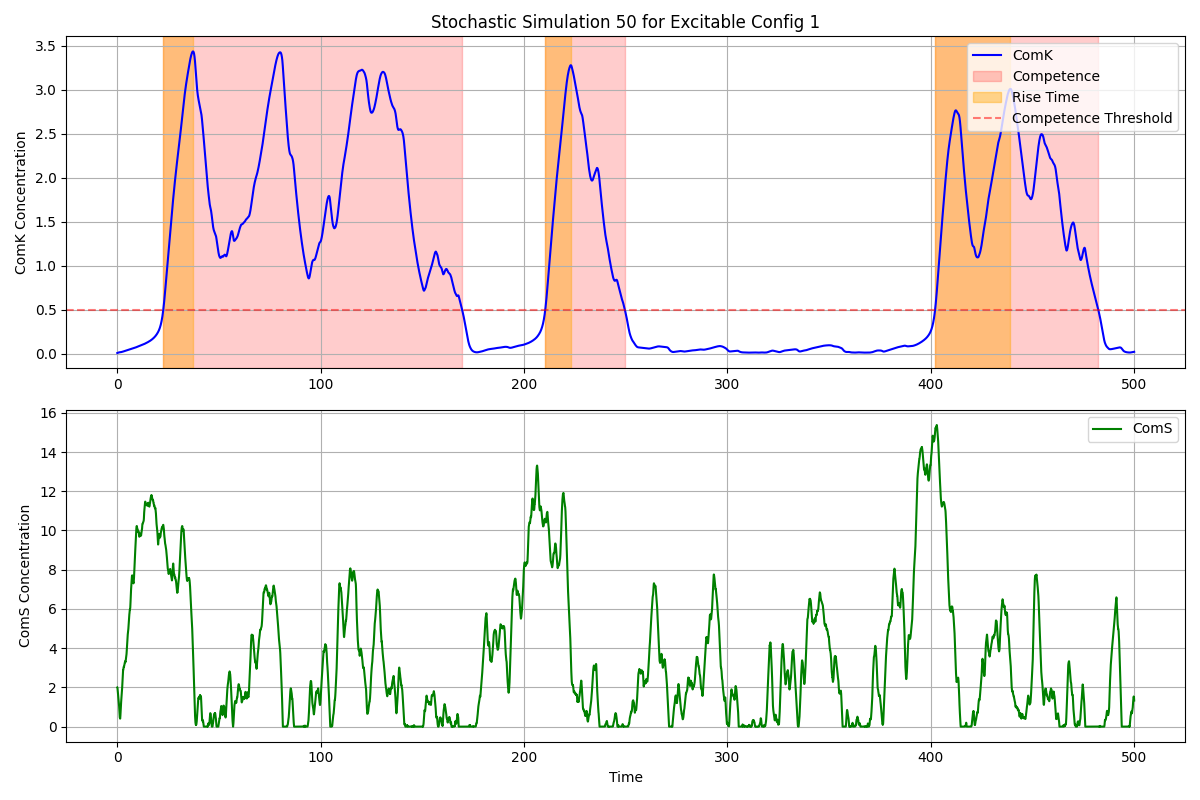 Stochastic Simulation 50 for Excitable Config 1
ComK Concentration
3.5
3.0
2.5
2.0
1.5
1.0
0.5
0.0
ComK
Competence
Rise Time
Competence Threshold
0 100 200 300 400 500
ComS Concentration
16
14
12
10
8
6
4
2
0
ComS
0 100 200 300 400 500
Time